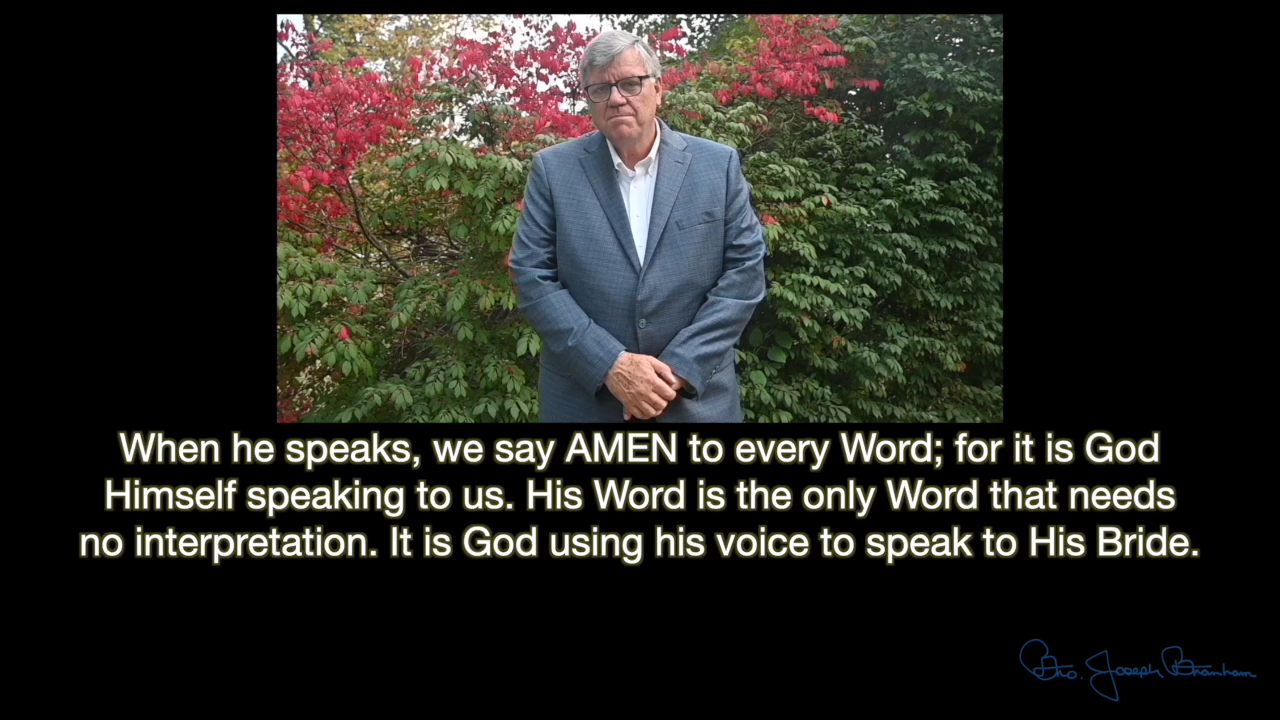 When he speaks, we say AMEN to every Word; for it is God
Himself speaking to us. His Word is the only Word that needs
no interpretation. It is God using his voice to speak to His Bride.
Bro. Joseph Branham